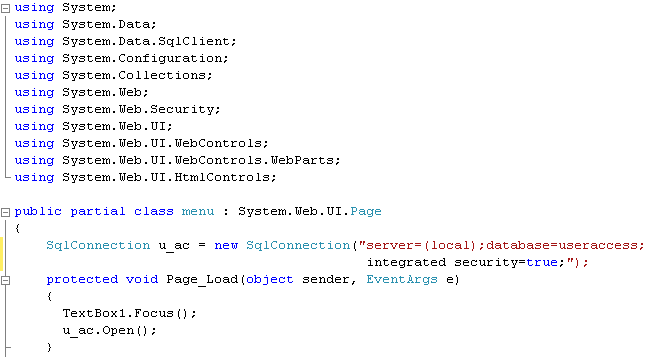 using System;
using System.Data;
using System.Data.SqlClient;
using System.Configuration;
using System.Collections;
using System.Web;
using System.Web.Security;
using System.Web.UI;
using System.Web.UI.WebControls;
using System.Web.UI.WebControls.WebParts;
using System.Web.UI.HtmlControls;
public partial class menu : System.Web.UI.Page
{
SqlConnection u_ac = new SqlConnection("server=(local);database=useraccess;
integrated security=true;");
protected void Page_Load(object sender, EventArgs e)
{
TextBox1.Focus();
u_ac.Open();
}